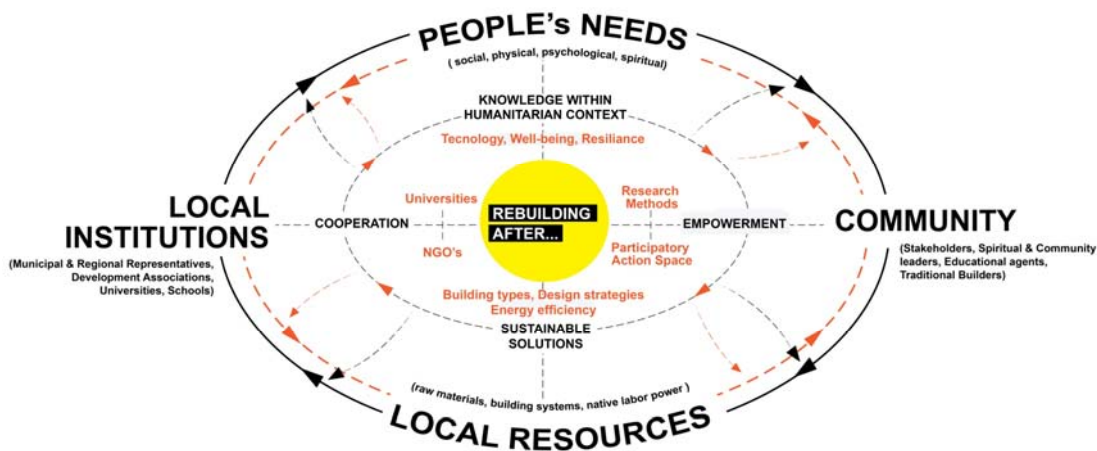 PEOPLE's NEEDS
( social, physical, psychological, spiritual)
KNOWLEDGE WITHIN
HUMANITARIAN CONTEXT
Tecnology, Well-being, Resiliance
LOCAL
INSTITUTIONS
(Municipal & Regional Representatives,
Development Associations,
Universities, Schools)
COOPERATION
Universities
NGO's
REBUILDING
AFTER...
Research
Methods
Participatory
Action Space
EMPOWERMENT
COMMUNITY
(Stakeholders, Spiritual & Community
leaders, Educational agents,
Traditional Builders)
Building types, Design strategies
Energy efficiency
SUSTAINABLE
SOLUTIONS
(raw materials, building systems, native labor power )
LOCAL RESOURCES